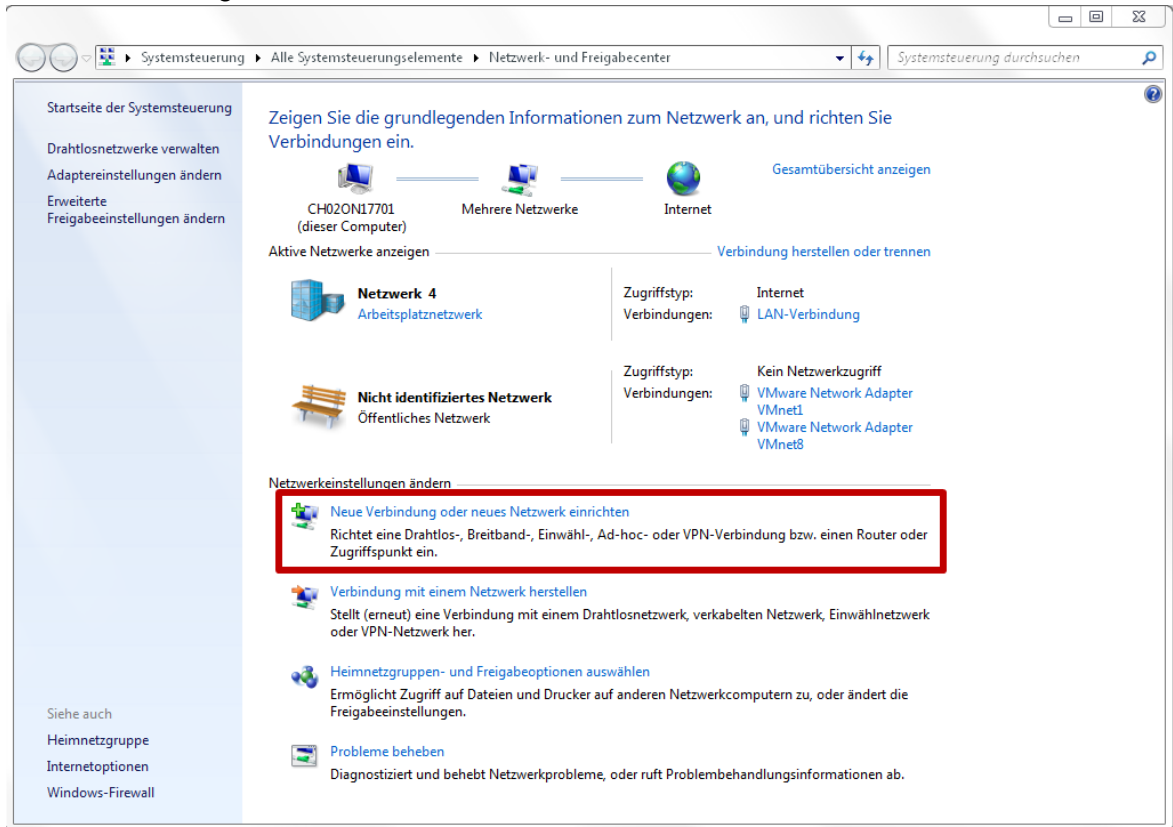 Systemsteuerung ▸ Alle Systemsteuerungselemente ▸ Netzwerk- und Freigabecenter
Systemsteuerung durchsuchen
Startseite der Systemsteuerung
Drahtlosnetzwerke verwalten
Adaptereinstellungen ändern
Erweiterte
Freigabeeinstellungen ändern
Zeigen Sie die grundlegenden Informationen zum Netzwerk an, und richten Sie
Verbindungen ein.
Gesamtübersicht anzeigen
CH02ON17701
(dieser Computer)
Mehrere Netzwerke
Internet
Aktive Netzwerke anzeigen
Verbindung herstellen oder trennen
Netzwerk 4
Arbeitsplatznetzwerk
Zugriffstyp: Internet
Verbindungen: LAN-Verbindung
Nicht identifiziertes Netzwerk
Öffentliches Netzwerk
Zugriffstyp: Kein Netzwerkzugriff
Verbindungen: VMware Network Adapter
VMnet1
VMware Network Adapter
VMnet8
Netzwerkeinstellungen ändern
Neue Verbindung oder neues Netzwerk einrichten
Richtet eine Drahtlos-, Breitband-, Einwähl-, Ad-hoc- oder VPN-Verbindung bzw. einen Router oder
Zugriffspunkt ein.
Verbindung mit einem Netzwerk herstellen
Stellt (erneut) eine Verbindung mit einem Drahtlosnetzwerk, verkabelten Netzwerk, Einwählnetzwerk
oder VPN-Netzwerk her.
Heimnetzgruppen- und Freigabeoptionen auswählen
Ermöglicht Zugriff auf Dateien und Drucker auf anderen Netzwerkcomputern zu, oder ändert die
Freigabeeinstellungen.
Probleme beheben
Diagnostiziert und behebt Netzwerkprobleme, oder ruft Problembehandlungsinformationen ab.
Siehe auch
Heimnetzgruppe
Internetoptionen
Windows-Firewall